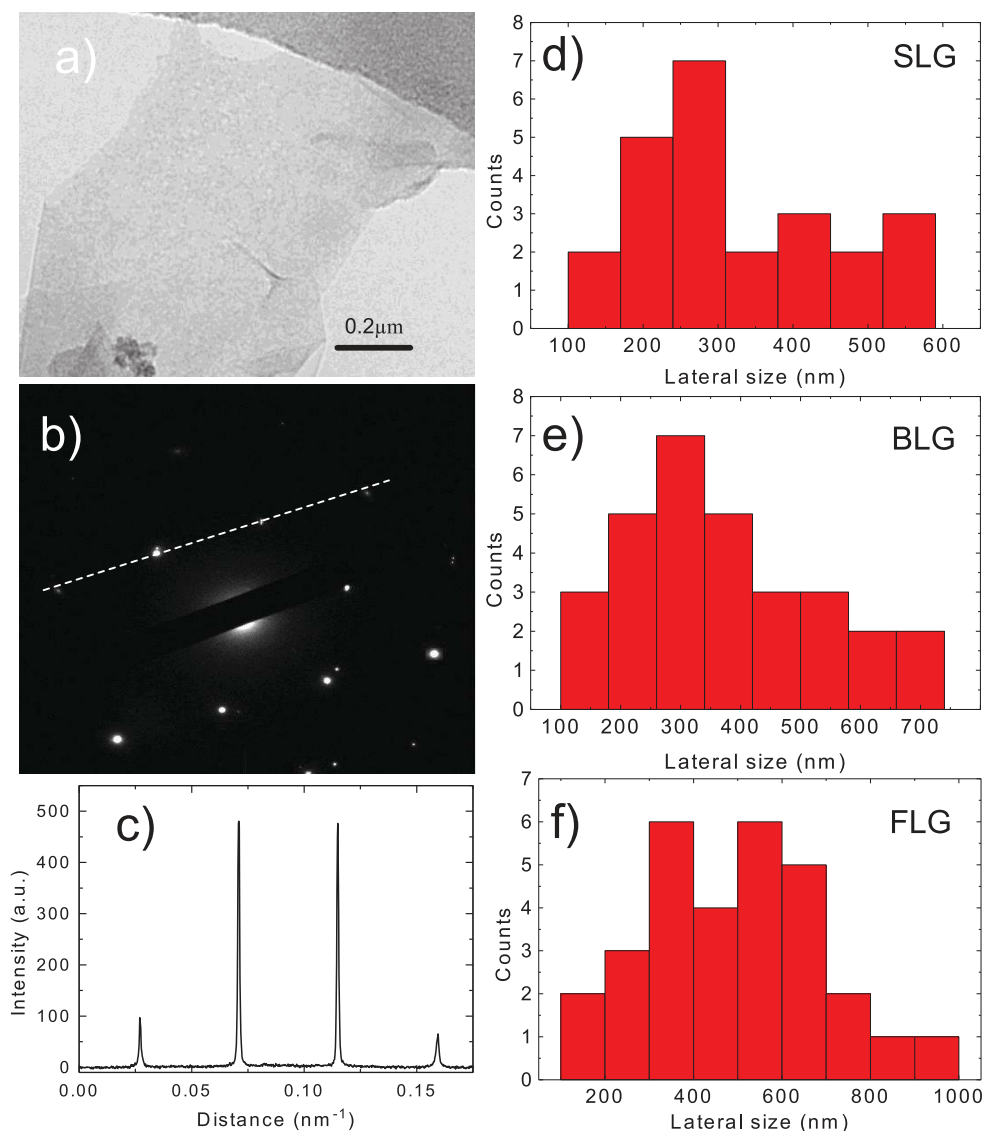 a)
0.2μm
b)
c)
500
400
300
200
100
0
Intensity (a.u.)
0.00 0.05 0.10 0.15
Distance (nm-1)
d)
SLG
8
7
6
5
4
3
2
1
0
Counts
100 200 300 400 500 600
Lateral size (nm)
e)
BLG
8
7
6
5
4
3
2
1
0
Counts
100 200 300 400 500 600 700
Lateral size (nm)
f)
FLG
7
6
5
4
3
2
1
0
Counts
200 400 600 800 1000
Lateral size (nm)